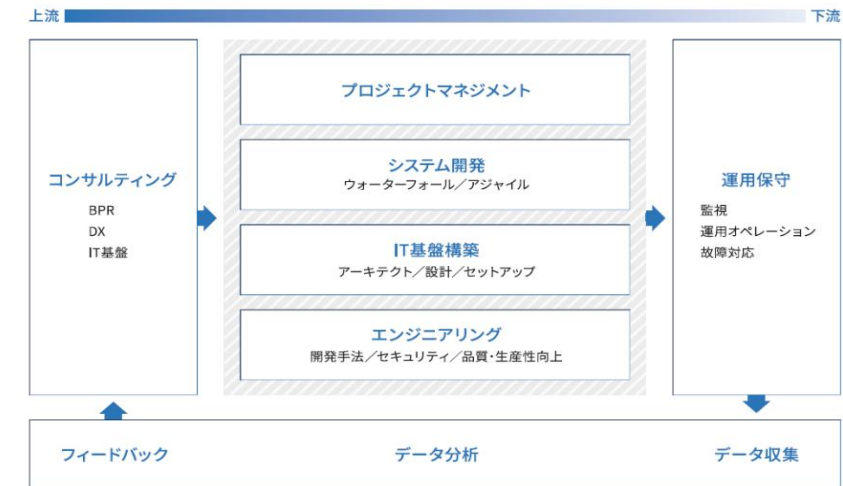 上流
下流
コンサルティング
BPR
DX
IT基盤
プロジェクトマネジメント
システム開発
ウォーターフォール／アジャイル
IT基盤構築
アーキテクト／設計／セットアップ
エンジニアリング
開発手法／セキュリティ／品質・生産性向上
運用保守
監視
運用オペレーション
故障対応
フィードバック
データ分析
データ収集